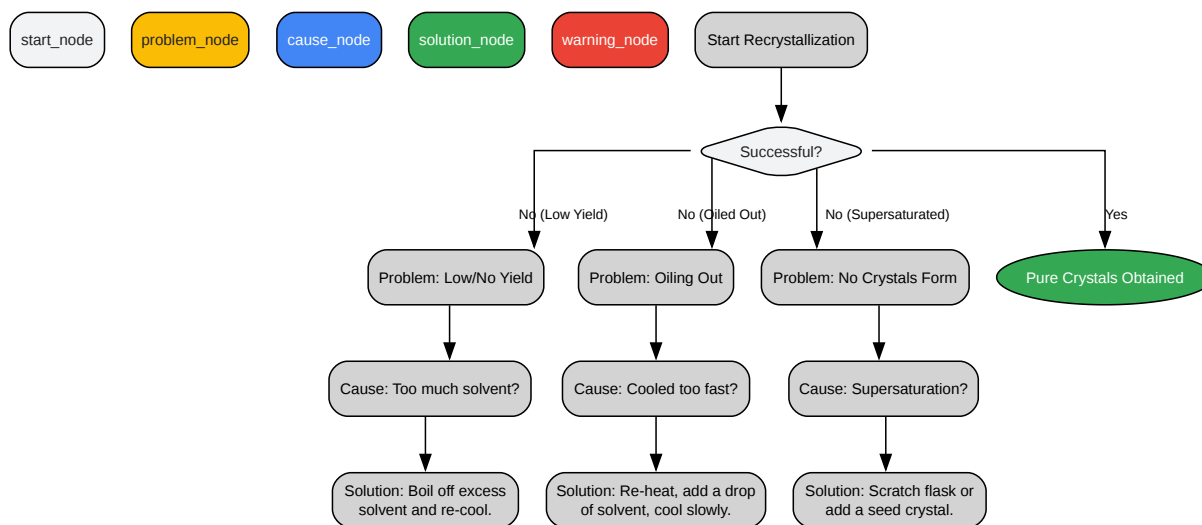 start_node
problem_node
cause_node
solution_node
warning_node
Start Recrystallization
Successful?
No (Low Yield)
No (Oiled Out)
No (Supersaturated)
Yes
Problem: Low/No Yield
Problem: Oiling Out
Problem: No Crystals Form
Pure Crystals Obtained
Cause: Too much solvent?
Cause: Cooled too fast?
Cause: Supersaturation?
Solution: Boil off excess
solvent and re-cool.
Solution: Re-heat, add a drop
of solvent, cool slowly.
Solution: Scratch flask or
add a seed crystal.